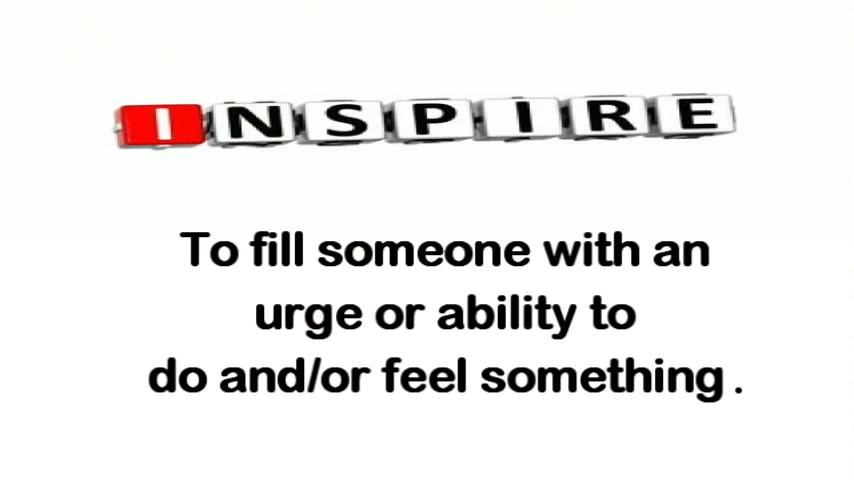 INSPIRE
To fill someone with an
urge or ability to
do and/or feel something .